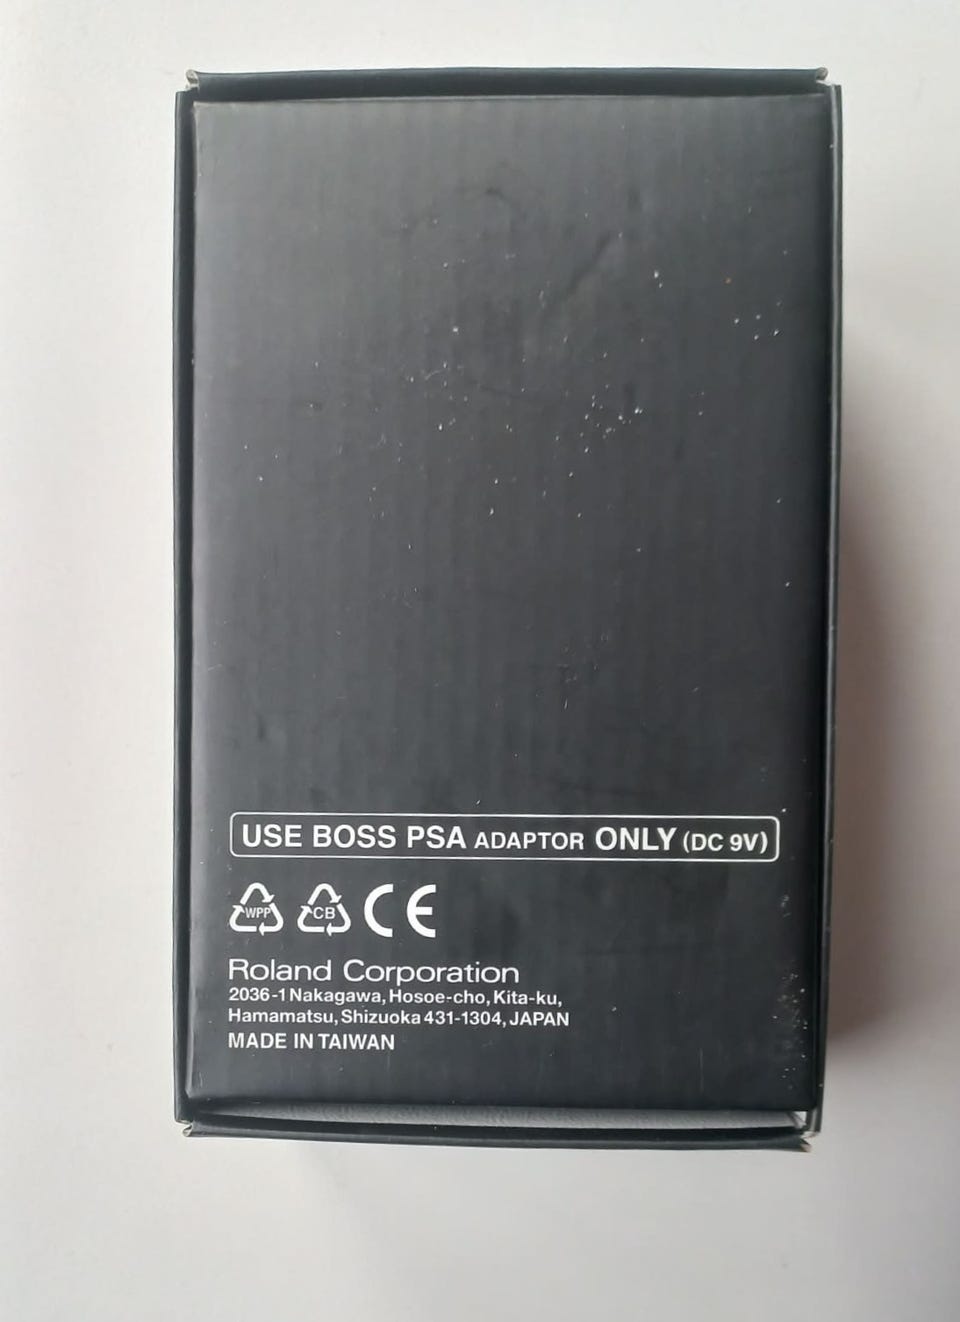 USE BOSS PSA ADAPTOR ONLY (DC 9V)
WPP CB CE
Roland Corporation
2036-1 Nakagawa, Hosoe-cho, Kita-ku,
Hamamatsu, Shizuoka 431-1304, JAPAN
MADE IN TAIWAN